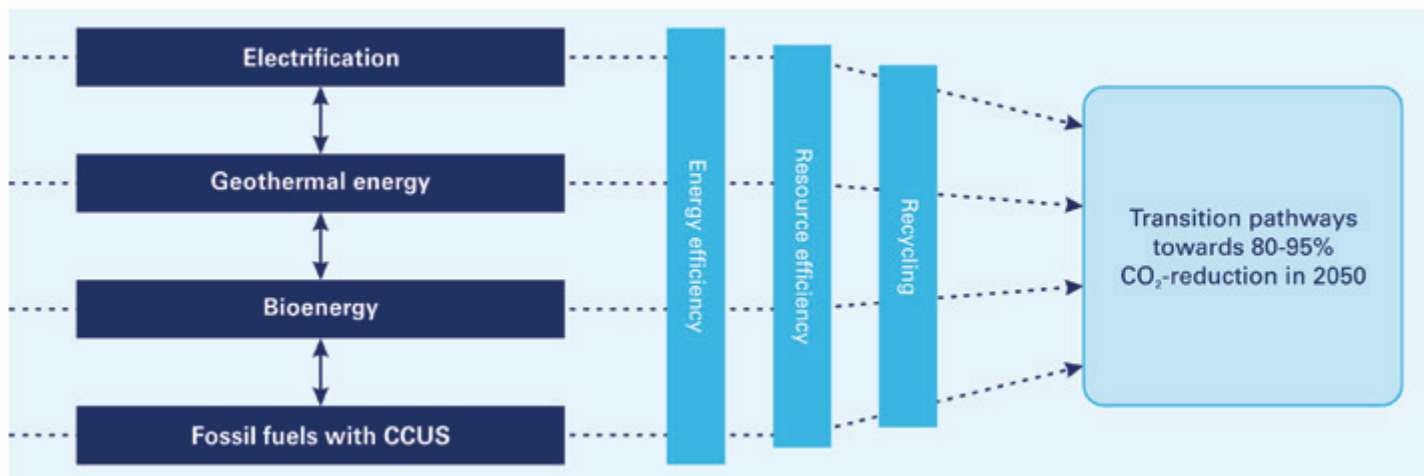 Electrification
Geothermal energy
Bioenergy
Fossil fuels with CCUS
Energy efficiency
Resource efficiency
Recycling
Transition pathways
towards 80-95%
CO₂-reduction in 2050